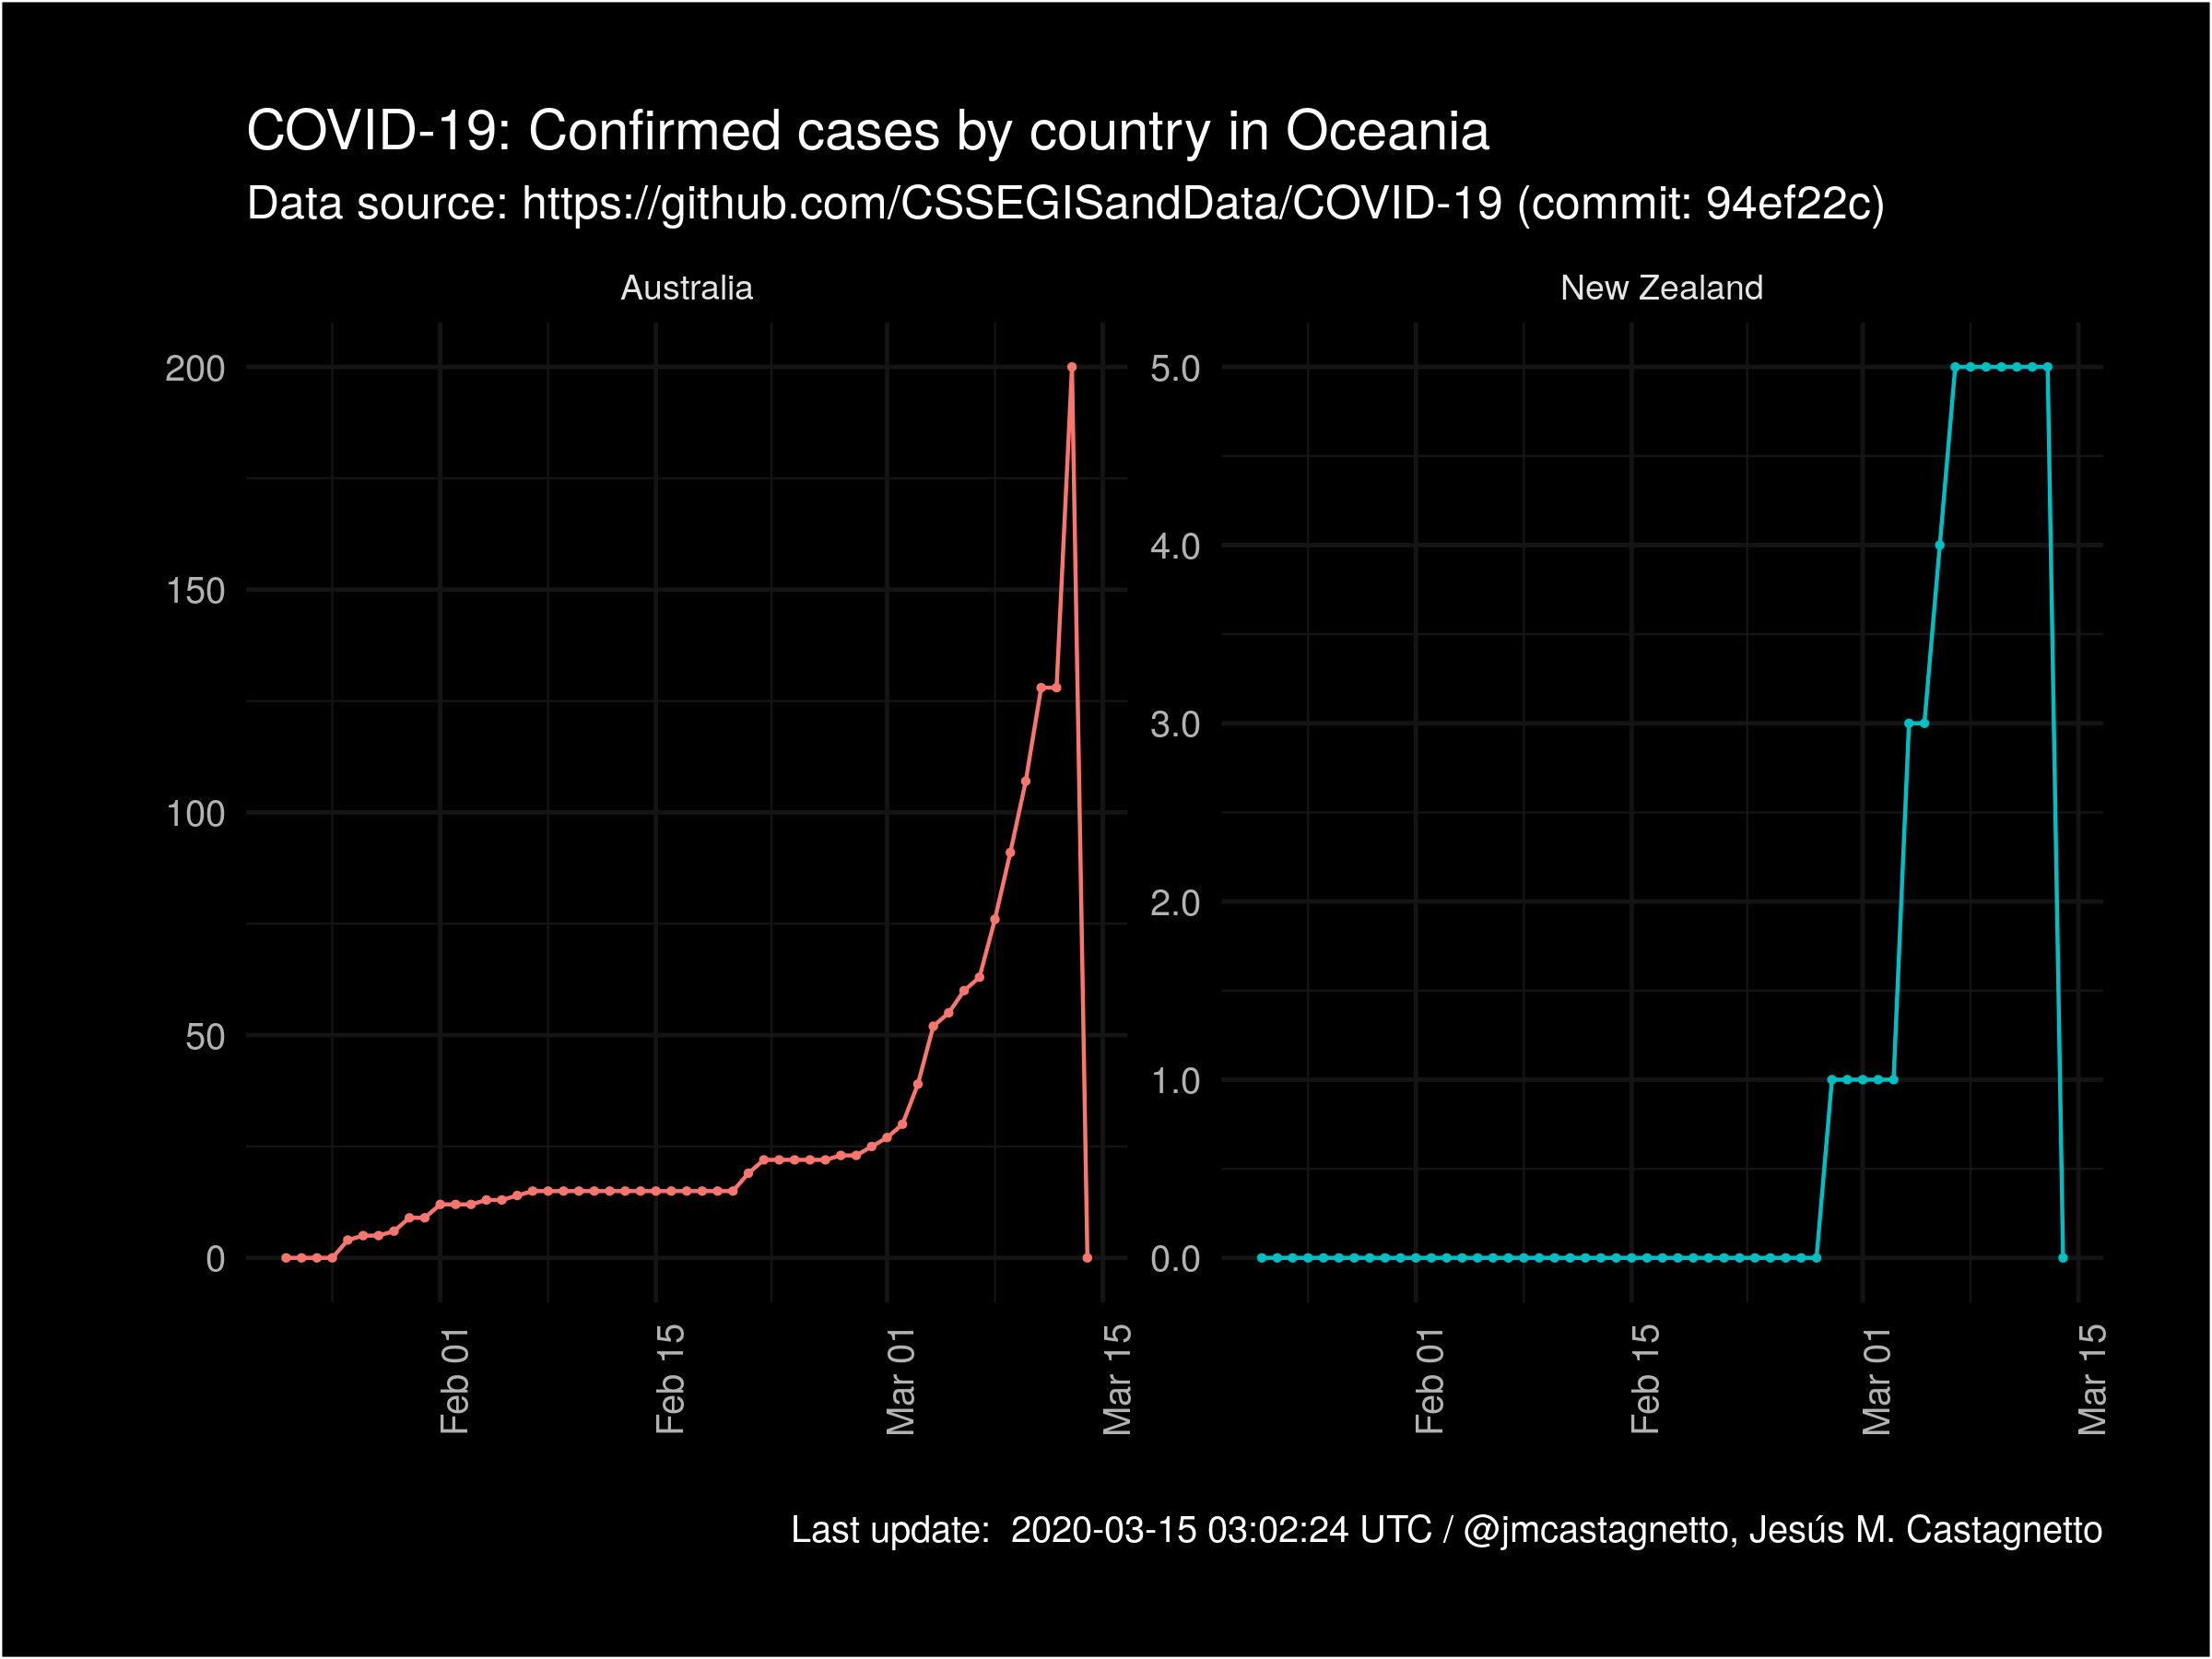 COVID-19: Confirmed cases by country in Oceania
Data source: https://github.com/CSSEGISandData/COVID-19 (commit: 94ef22c)
Australia
New Zealand
200
150
100
50
0
5.0
4.0
3.0
2.0
1.0
0.0
Feb 01
Feb 15
Mar 01
Mar 15
Feb 01
Feb 15
Mar 01
Mar 15
Last update:  2020-03-15 03:02:24 UTC / @jmcastagnetto, Jesús M. Castagnetto